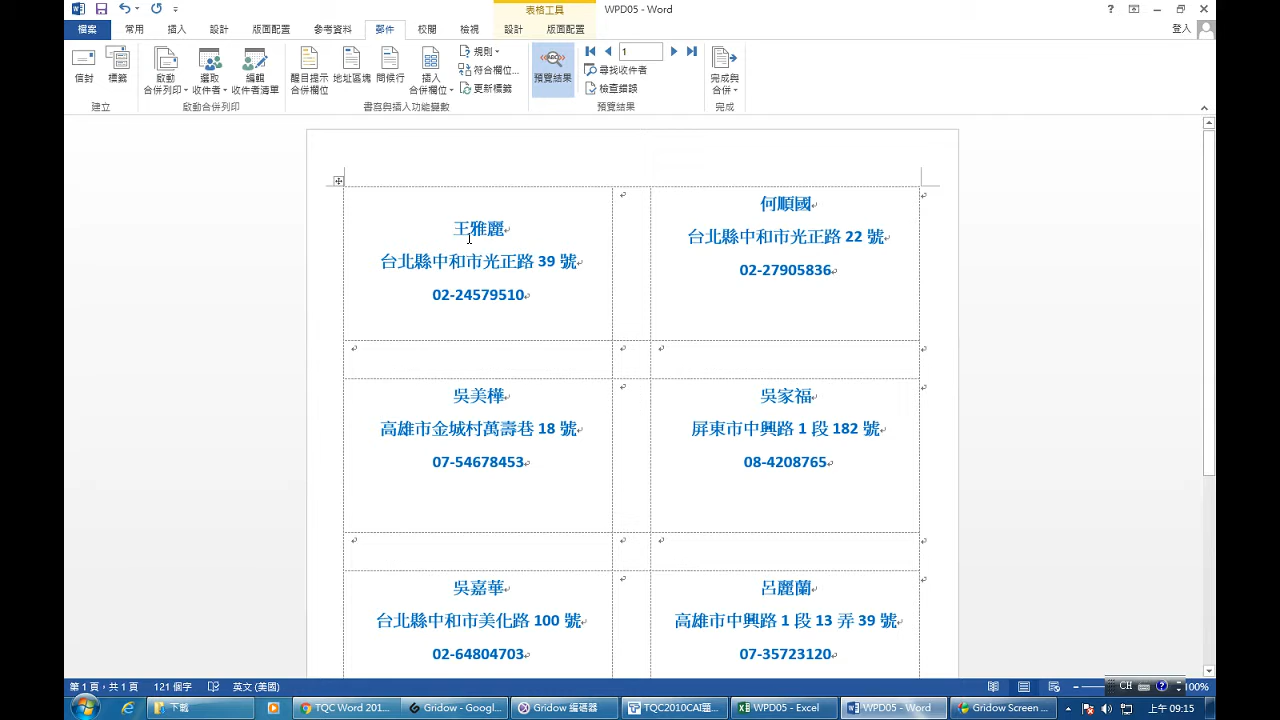 表格工具
WPD05 - Word
檔案 常用 插入 設計 版面配置 參考資料 郵件 校閱 檢視 設計 版面配置 登入
信封
標籤
啟動
合併列印
選取
收件者
編輯
收件者清單
醒目提示
合併欄位
地址區塊
問候行
插入
合併欄位
規則
符合欄位...
更新標籤
ABC
預覽結果
1
尋找收件者
檢查錯誤
完成與
合併
建立 啟動合併列印 書寫與插入功能變數 預覽結果 完成
王雅麗
台北縣中和市光正路 39 號
02-24579510
何順國
台北縣中和市光正路 22 號
02-27905836
吳美樺
高雄市金城村萬壽巷 18 號
07-54678453
吳家福
屏東市中興路 1 段 182 號
08-4208765
吳嘉華
台北縣中和市美化路 100 號
02-64804703
呂麗蘭
高雄市中興路 1 段 13 弄 39 號
07-35723120
第 1 頁，共 1 頁 121 個字 英文 (美國) CH 100%
下載 TQC Word 201... Gridow - Googl... Gridow 編碼器 TQC2010CAI單... WPD05 - Excel WPD05 - Word Gridow Screen ... 上午 09:15